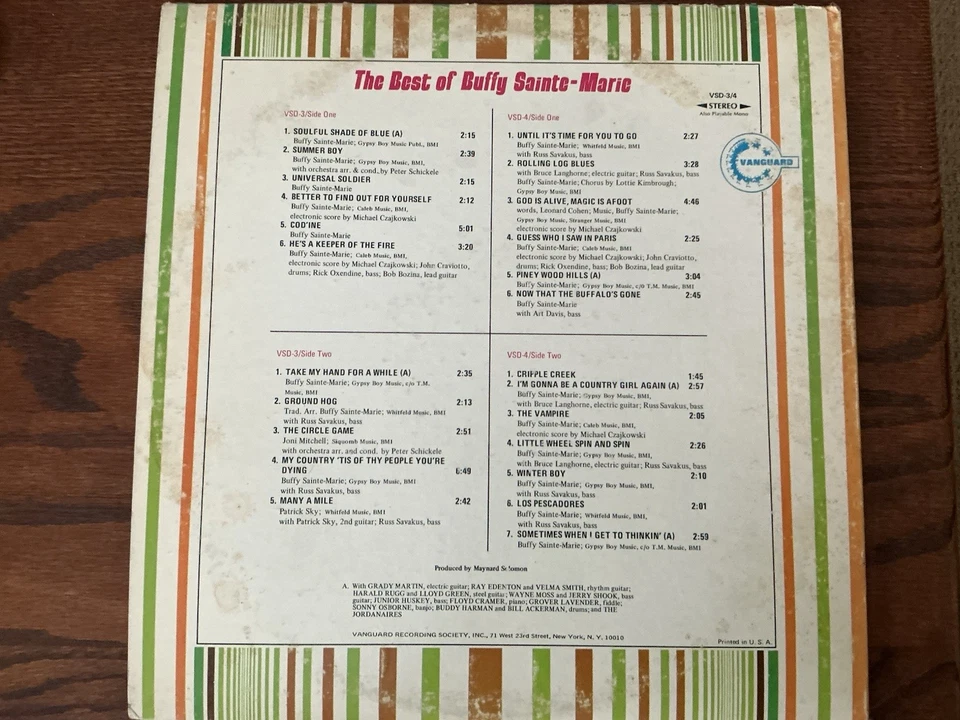 The Best of Buffy Sainte-Marie
VSD-3/4
STEREO
Also Playable Mono
VANGUARD
VSD-3/Side One
1. SOULFUL SHADE OF BLUE (A) 2:15
Buffy Sainte-Marie; Gypsy Boy Music Publ., BMI
2. SUMMER BOY 2:39
Buffy Sainte-Marie; Gypsy Boy Music, BMI,
with orchestra arr. & cond. by Peter Schickele
3. UNIVERSAL SOLDIER 2:15
Buffy Sainte-Marie
4. BETTER TO FIND OUT FOR YOURSELF 2:12
Buffy Sainte-Marie; Caleb Music, BMI,
electronic score by Michael Czajkowski
5. COD'INE 5:01
Buffy Sainte-Marie
6. HE'S A KEEPER OF THE FIRE 3:20
Buffy Sainte-Marie; Caleb Music, BMI,
electronic score by Michael Czajkowski; John Craviotto,
drums; Rick Oxendine, bass; Bob Bozina, lead guitar
VSD-4/Side One
1. UNTIL IT'S TIME FOR YOU TO GO 2:27
Buffy Sainte-Marie; Whitfeld Music, BMI
with Russ Savakus, bass
2. ROLLING LOG BLUES 3:28
with Bruce Langhorne, electric guitar; Russ Savakus, bass
Buffy Sainte-Marie; Chorus by Lottie Kimbrough;
Gypsy Boy Music, BMI
3. GOD IS ALIVE, MAGIC IS AFOOT 4:46
words, Leonard Cohen; Music, Buffy Sainte-Marie;
Gypsy Boy Music, Stranger Music, BMI
electronic score by Michael Czajkowski
4. GUESS WHO I SAW IN PARIS 2:25
Buffy Sainte-Marie; Caleb Music, BMI
electronic score by Michael Czajkowski; John Craviotto,
drums; Rick Oxendine, bass; Bob Bozina, lead guitar
5. PINEY WOOD HILLS (A) 3:04
Buffy Sainte-Marie; Gypsy Boy Music, c/o T.M. Music, BMI
6. NOW THAT THE BUFFALO'S GONE 2:45
Buffy Sainte-Marie
with Art Davis, bass
VSD-3/Side Two
1. TAKE MY HAND FOR A WHILE (A) 2:35
Buffy Sainte-Marie; Gypsy Boy Music, c/o T.M.
Music, BMI
2. GROUND HOG 2:13
Trad. Arr. Buffy Sainte-Marie; Whitfeld Music, BMI
with Russ Savakus, bass
3. THE CIRCLE GAME 2:51
Joni Mitchell; Siquomb Music, BMI
with orchestra arr. and cond. by Peter Schickele
4. MY COUNTRY 'TIS OF THY PEOPLE YOU'RE
DYING 6:49
Buffy Sainte-Marie; Gypsy Boy Music, BMI
with Russ Savakus, bass
5. MANY A MILE 2:42
Patrick Sky; Whitfeld Music, BMI
with Patrick Sky, 2nd guitar; Russ Savakus, bass
VSD-4/Side Two
1. CRIPPLE CREEK 1:45
2. I'M GONNA BE A COUNTRY GIRL AGAIN (A) 2:57
Buffy Sainte-Marie; Gypsy Boy Music, BMI,
with Bruce Langhorne, electric guitar; Russ Savakus, bass
3. THE VAMPIRE 2:05
Buffy Sainte-Marie; Caleb Music, BMI,
electronic score by Michael Czajkowski
4. LITTLE WHEEL SPIN AND SPIN 2:26
Buffy Sainte-Marie; Gypsy Boy Music, BMI,
with Bruce Langhorne, electric guitar; Russ Savakus, bass
5. WINTER BOY 2:10
Buffy Sainte-Marie; Gypsy Boy Music, BMI,
with Russ Savakus, bass
6. LOS PESCADORES 2:01
Buffy Sainte-Marie; Whitfeld Music, BMI,
with Russ Savakus, bass
7. SOMETIMES WHEN I GET TO THINKIN' (A) 2:59
Buffy Sainte-Marie; Gypsy Boy Music, c/o T.M. Music, BMI
Produced by Maynard Solomon
A. With GRADY MARTIN, electric guitar; RAY EDENTON and VELMA SMITH, rhythm guitar;
HARALD RUGG and LLOYD GREEN, steel guitar; WAYNE MOSS and JERRY SHOOK, bass
guitar; JUNIOR HUSKEY, bass; FLOYD CRAMER, piano; GROVER LAVENDER, fiddle;
SONNY OSBORNE, banjo; BUDDY HARMAN and BILL ACKERMAN, drums; and THE
JORDANAIRES
VANGUARD RECORDING SOCIETY, INC., 71 West 23rd Street, New York, N. Y. 10010
Printed in U. S. A.